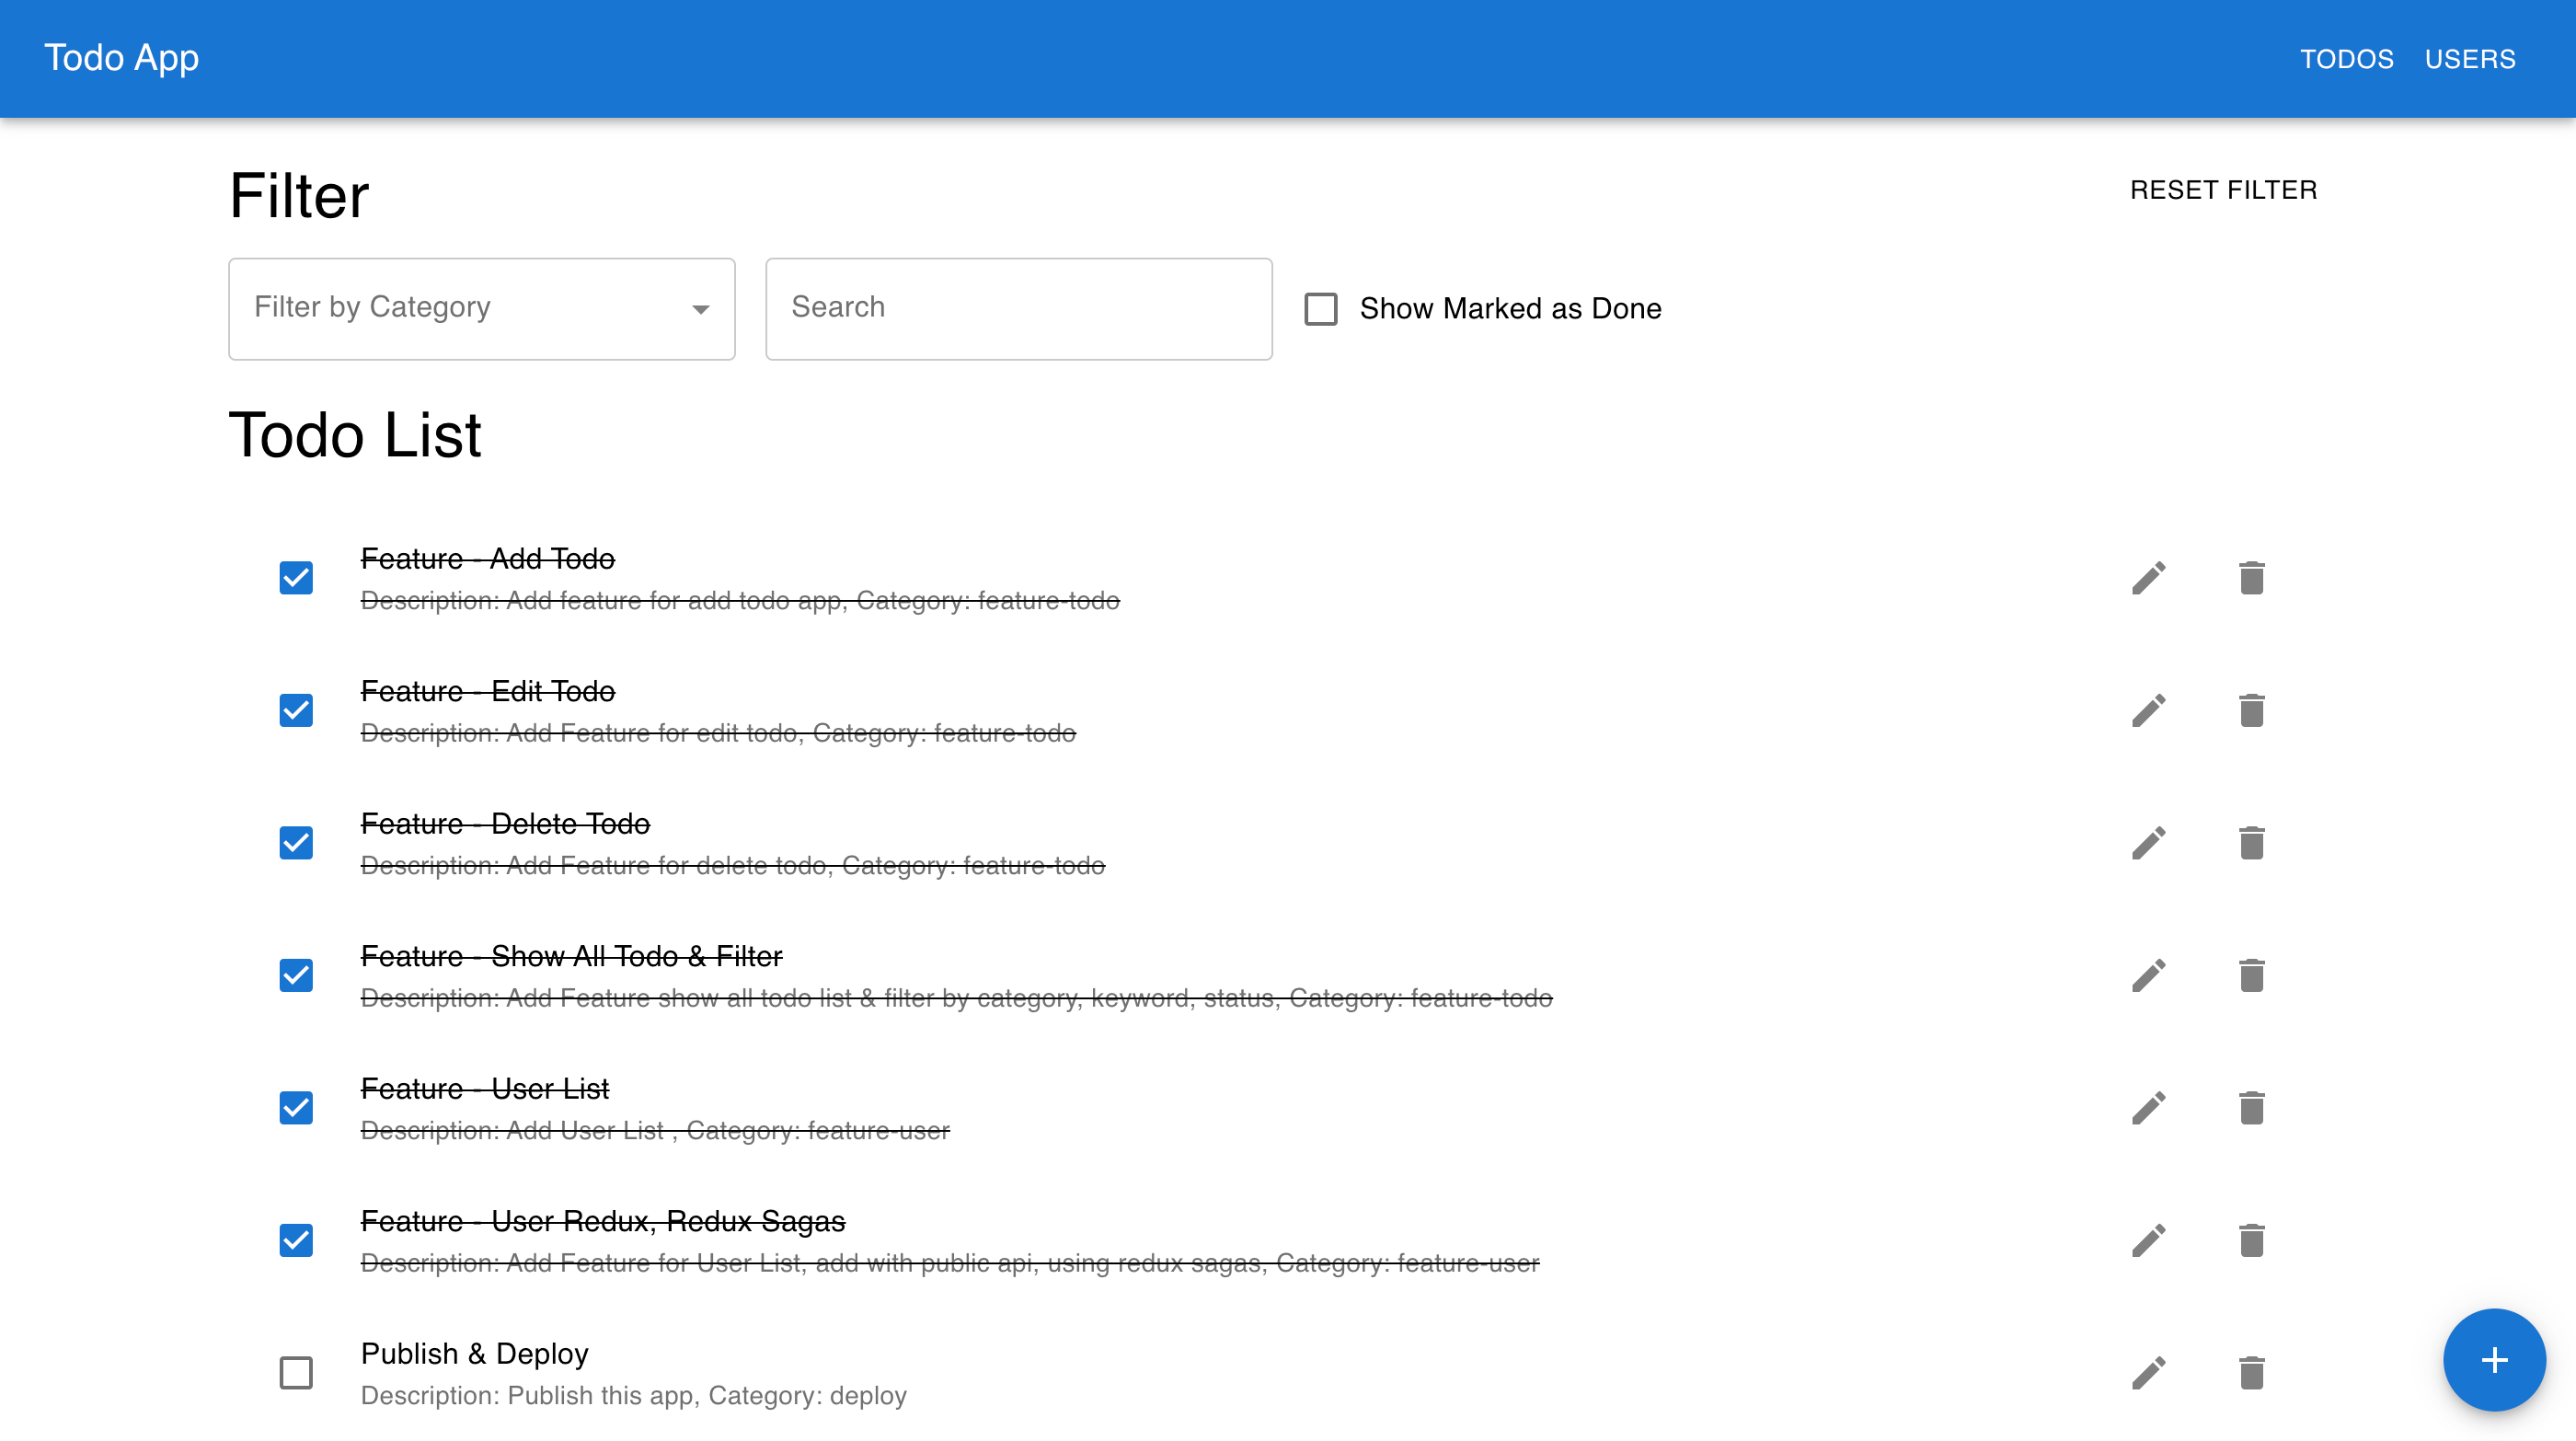 Todo App
TODOS USERS
Filter
RESET FILTER
Filter by Category
Search
Show Marked as Done
Todo List
Feature - Add Todo
Description: Add feature for add todo app, Category: feature-todo
Feature - Edit Todo
Description: Add Feature for edit todo, Category: feature-todo
Feature - Delete Todo
Description: Add Feature for delete todo, Category: feature-todo
Feature - Show All Todo & Filter
Description: Add Feature show all todo list & filter by category, keyword, status, Category: feature-todo
Feature - User List
Description: Add User List , Category: feature-user
Feature - User Redux, Redux Sagas
Description: Add Feature for User List, add with public api, using redux sagas, Category: feature-user
Publish & Deploy
Description: Publish this app, Category: deploy